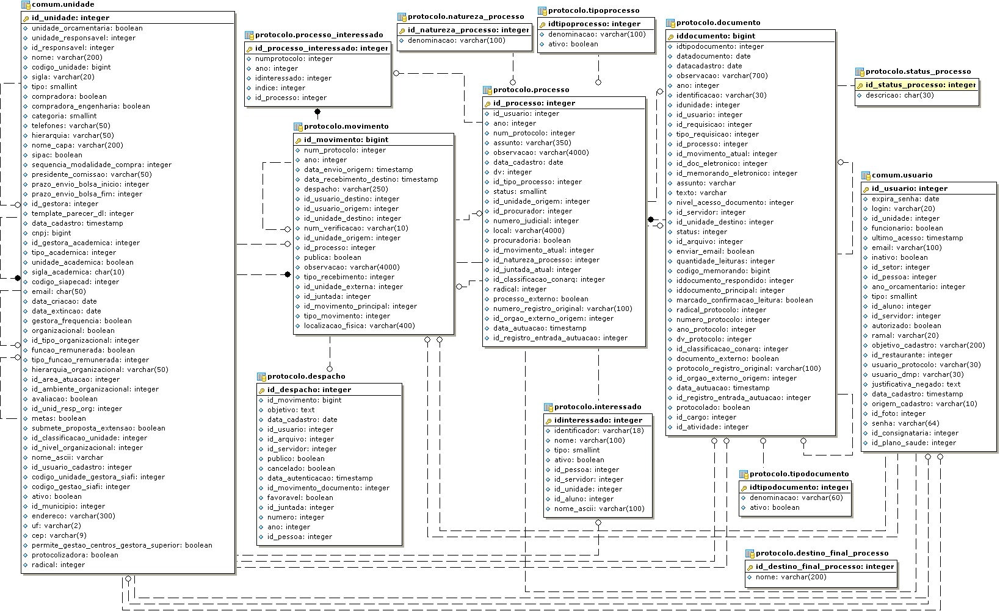 comum.unidade
id_unidade: integer
unidade_orcamentaria: boolean
unidade_responsavel: integer
id_responsavel: integer
nome: varchar(200)
codigo_unidade: bigint
sigla: varchar(20)
tipo: smallint
compradora: boolean
compradora_engenharia: boolean
categoria: smallint
telefones: varchar(50)
hierarquia: varchar(50)
nome_capa: varchar(200)
sipac: boolean
sequencia_modalidade_compra: integer
presidente_comissao: varchar(50)
prazo_envio_bolsa_inicio: integer
prazo_envio_bolsa_fim: integer
id_gestora: integer
template_parecer_dl: integer
data_cadastro: timestamp
cnpj: bigint
id_gestora_academica: integer
tipo_academica: integer
unidade_academica: boolean
sigla_academica: char(10)
codigo_siapecad: integer
email: char(50)
data_criacao: date
data_extincao: date
gestora_frequencia: boolean
organizacional: boolean
id_tipo_organizacional: integer
funcao_remunerada: boolean
tipo_funcao_remunerada: integer
hierarquia_organizacional: varchar(50)
id_area_atuacao: integer
id_ambiente_organizacional: integer
avaliacao: boolean
id_unid_resp_org: integer
metas: boolean
submete_proposta_extensao: boolean
id_classificacao_unidade: integer
id_nivel_organizacional: integer
nome_ascii: varchar
id_usuario_cadastro: integer
codigo_unidade_gestora_siafi: integer
codigo_gestao_siafi: integer
ativo: boolean
id_municipio: integer
endereco: varchar(300)
uf: varchar(2)
cep: varchar(9)
permite_gestao_centros_gestora_superior: boolean
protocolizadora: boolean
radical: integer
protocolo.processo_interessado
id_processo_interessado: integer
numprotocolo: integer
ano: integer
idinteressado: integer
indice: integer
id_processo: integer
protocolo.movimento
id_movimento: bigint
num_protocolo: integer
ano: integer
data_envio_origem: timestamp
data_recebimento_destino: timestamp
despacho: varchar(250)
id_usuario_destino: integer
id_usuario_origem: integer
id_unidade_destino: integer
num_verificacao: varchar(10)
id_unidade_origem: integer
id_processo: integer
publica: boolean
observacao: varchar(4000)
tipo_recebimento: integer
id_unidade_externa: integer
id_juntada: integer
id_movimento_principal: integer
tipo_movimento: integer
localizacao_fisica: varchar(400)
protocolo.despacho
id_despacho: integer
id_movimento: bigint
objetivo: text
data_cadastro: date
id_usuario: integer
id_arquivo: integer
id_servidor: integer
publico: boolean
cancelado: boolean
data_autenticacao: timestamp
id_movimento_documento: integer
favoravel: boolean
id_juntada: integer
numero: integer
ano: integer
id_pessoa: integer
protocolo.natureza_processo
id_natureza_processo: integer
denominacao: varchar(100)
protocolo.tipoprocesso
idtipoprocesso: integer
denominacao: varchar(100)
ativo: boolean
protocolo.processo
id_processo: integer
id_usuario: integer
ano: integer
num_protocolo: integer
assunto: varchar(350)
observacao: varchar(4000)
data_cadastro: date
dv: integer
id_tipo_processo: integer
status: smallint
id_unidade_origem: integer
id_procurador: integer
numero_judicial: integer
local: varchar(4000)
procuradoria: boolean
id_movimento_atual: integer
id_natureza_processo: integer
id_juntada_atual: integer
id_classificacao_conarq: integer
radical: integer
processo_externo: boolean
numero_registro_original: varchar(100)
id_orgao_externo_origem: integer
data_autuacao: timestamp
id_registro_entrada_autuacao: integer
protocolo.interessado
idinteressado: integer
identificador: varchar(18)
nome: varchar(100)
tipo: smallint
ativo: boolean
id_pessoa: integer
id_servidor: integer
id_unidade: integer
id_aluno: integer
nome_ascii: varchar(100)
protocolo.documento
iddocumento: bigint
idtipodocumento: integer
datadocumento: date
datacadastro: date
observacao: varchar(700)
ano: integer
identificacao: varchar(30)
idunidade: integer
id_usuario: integer
id_requisicao: integer
tipo_requisicao: integer
id_processo: integer
id_movimento_atual: integer
id_doc_eletronico: integer
id_memorando_eletronico: integer
assunto: varchar
texto: varchar
nivel_acesso_documento: integer
id_servidor: integer
id_unidade_destino: integer
status: integer
id_arquivo: integer
enviar_email: boolean
quantidade_leituras: integer
codigo_memorando: bigint
iddocumento_respondido: integer
iddocumento_principal: integer
marcado_confirmacao_leitura: boolean
radical_protocolo: integer
numero_protocolo: integer
ano_protocolo: integer
dv_protocolo: integer
id_classificacao_conarq: integer
documento_externo: boolean
protocolo_registro_original: varchar(100)
id_orgao_externo_origem: integer
data_autuacao: timestamp
id_registro_entrada_autuacao: integer
protocolado: boolean
id_cargo: integer
id_atividade: integer
protocolo.tipodocumento
idtipodocumento: integer
denominacao: varchar(60)
ativo: boolean
protocolo.destino_final_processo
id_destino_final_processo: integer
nome: varchar(200)
protocolo.status_processo
id_status_processo: integer
descricao: char(30)
comum.usuario
id_usuario: integer
expira_senha: date
login: varchar(20)
id_unidade: integer
funcionario: boolean
ultimo_acesso: timestamp
email: varchar(100)
inativo: boolean
id_setor: integer
id_pessoa: integer
ano_orcamentario: integer
tipo: smallint
id_aluno: integer
id_servidor: integer
autorizado: boolean
ramal: varchar(20)
objetivo_cadastro: varchar(200)
id_restaurante: integer
usuario_protocolo: varchar(30)
usuario_dmp: varchar(30)
justificativa_negado: text
data_cadastro: timestamp
origem_cadastro: varchar(10)
id_foto: integer
senha: varchar(64)
id_consignataria: integer
id_plano_saude: integer